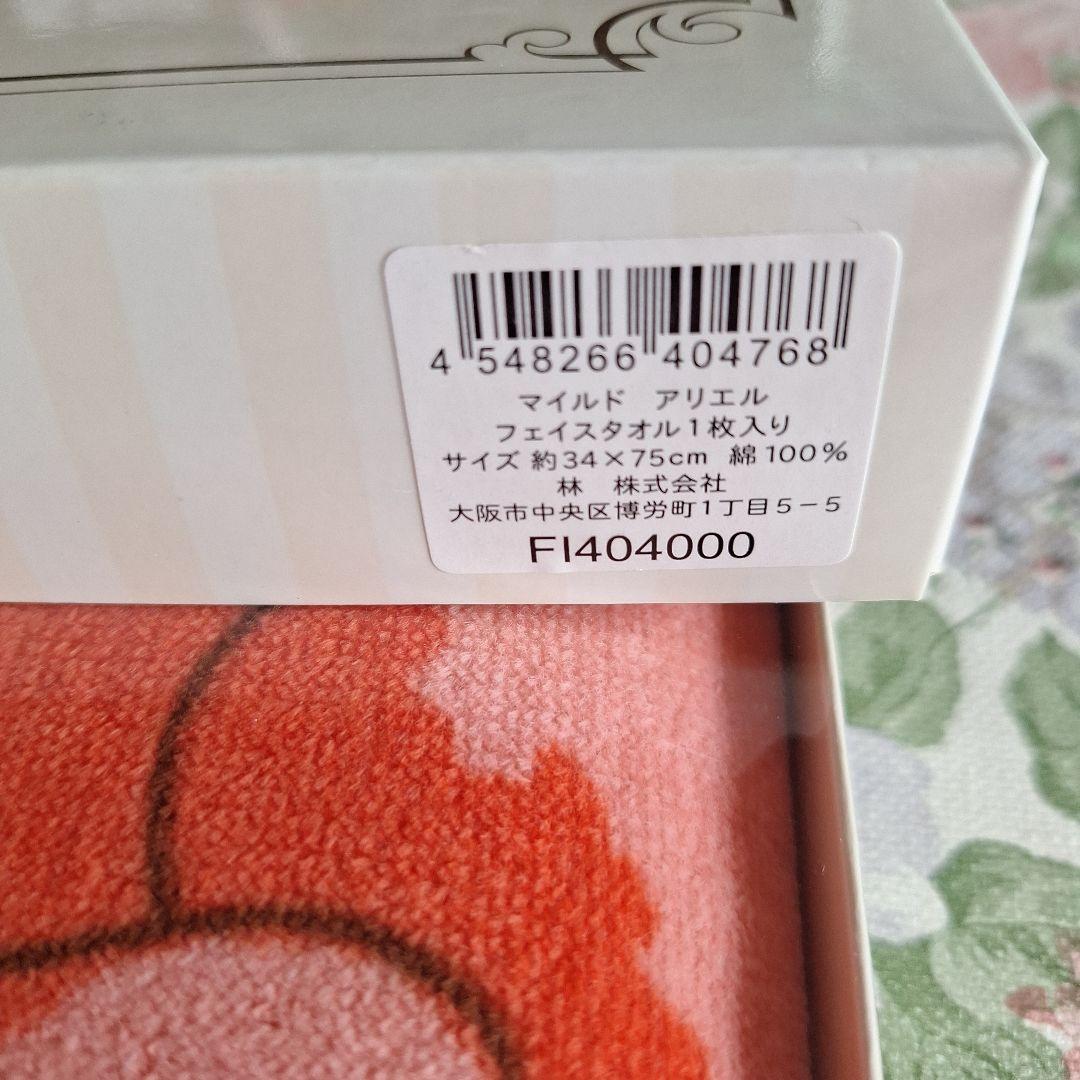 4 548266 404768
マイルド　アリエル
フェイスタオル1枚入り
サイズ 約34×75cm 綿100%
林　株式会社
大阪市中央区博労町1丁目5-5
FI404000